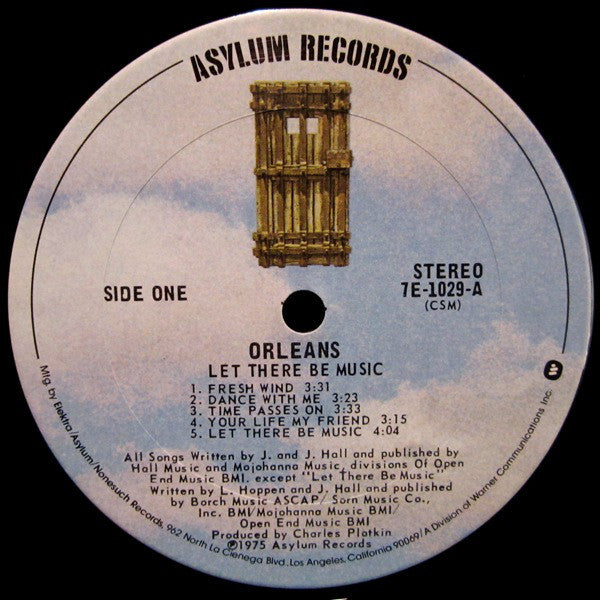 ASYLUM RECORDS
SIDE ONE
STEREO
7E-1029-A
(CSM)
ORLEANS
LET THERE BE MUSIC
1. FRESH WIND 3:31
2. DANCE WITH ME 3:23
3. TIME PASSES ON 3:33
4. YOUR LIFE MY FRIEND 3:15
5. LET THERE BE MUSIC 4:04
All Songs Written by J. and J. Hall and published by
Hall Music and Mojohanna Music, divisions Of Open
End Music BMI. except "Let There Be Music"
Written by L. Hoppen and J. Hall and published
by Borch Music ASCAP/ Sorn Music Co.,
Inc. BMI/Mojohanna Music BMI/
Open End Music BMI
Produced by Charles Plotkin
℗1975 Asylum Records
Mfg. by Elektra/Asylum/Nonesuch Records, 962 North La Cienega Blvd. Los Angeles, California 90069/A Division of Warner Communications Inc.